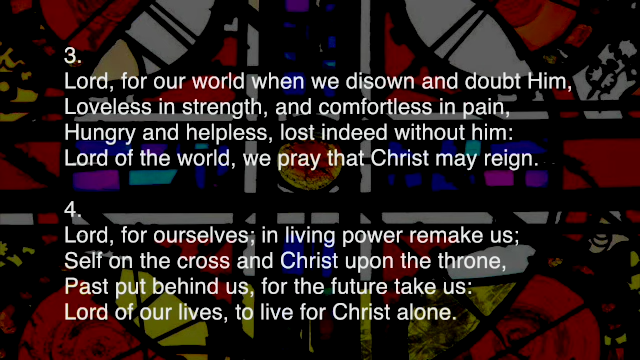 3.
Lord, for our world when we disown and doubt Him,
Loveless in strength, and comfortless in pain,
Hungry and helpless, lost indeed without him:
Lord of the world, we pray that Christ may reign.
4.
Lord, for ourselves; in living power remake us;
Self on the cross and Christ upon the throne,
Past put behind us, for the future take us:
Lord of our lives, to live for Christ alone.